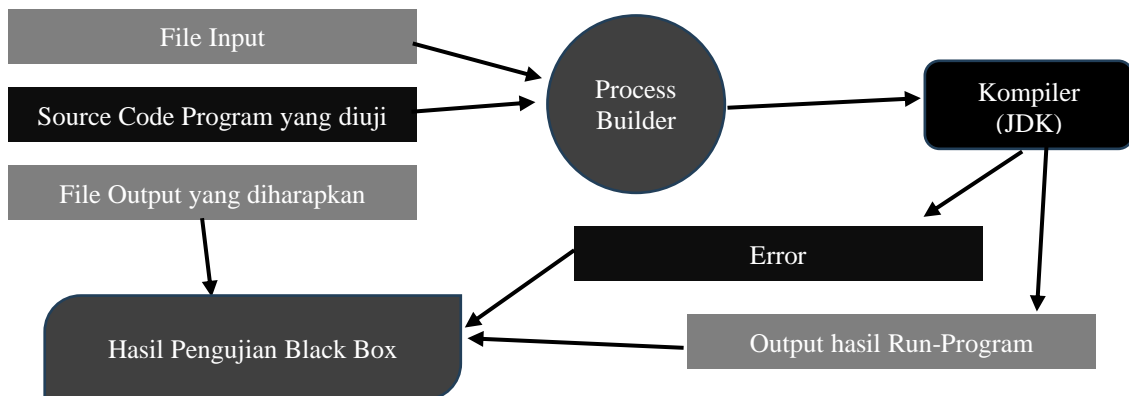 File Input
Source Code Program yang diuji
File Output yang diharapkan
Process
Builder
Kompiler
(JDK)
Error
Output hasil Run-Program
Hasil Pengujian Black Box